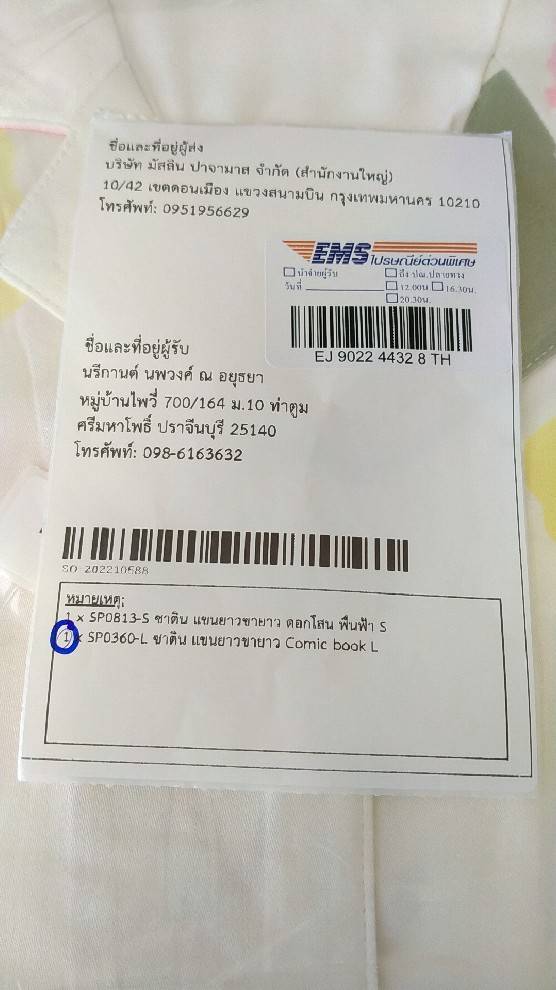 ชื่อและที่อยู่ผู้ส่ง
บริษัท มัสลิน ปาจามาส จำกัด (สำนักงานใหญ่)
10/42 เขตดอนเมือง แขวงสนามบิน กรุงเทพมหานคร 10210
โทรศัพท์: 0951956629
EMS ไปรษณีย์ด่วนพิเศษ
นำจ่ายผู้รับ ถึง ปณ.ปลายทาง
วันที่ 12.00น 16.30น.
20.30น.
EJ 9022 4432 8 TH
ชื่อและที่อยู่ผู้รับ
นรีกานต์ นพวงศ์ ณ อยุธยา
หมู่บ้านไพวี่ 700/164 ม.10 ท่าตูม
ศรีมหาโพธิ์ ปราจีนบุรี 25140
โทรศัพท์: 098-6163632
SO-202210588
หมายเหตุ:
1 x SP0813-S ซาติน แขนยาวขายาว ดอกโสน พื้นฟ้า S
1 x SP0360-L ซาติน แขนยาวขายาว Comic book L